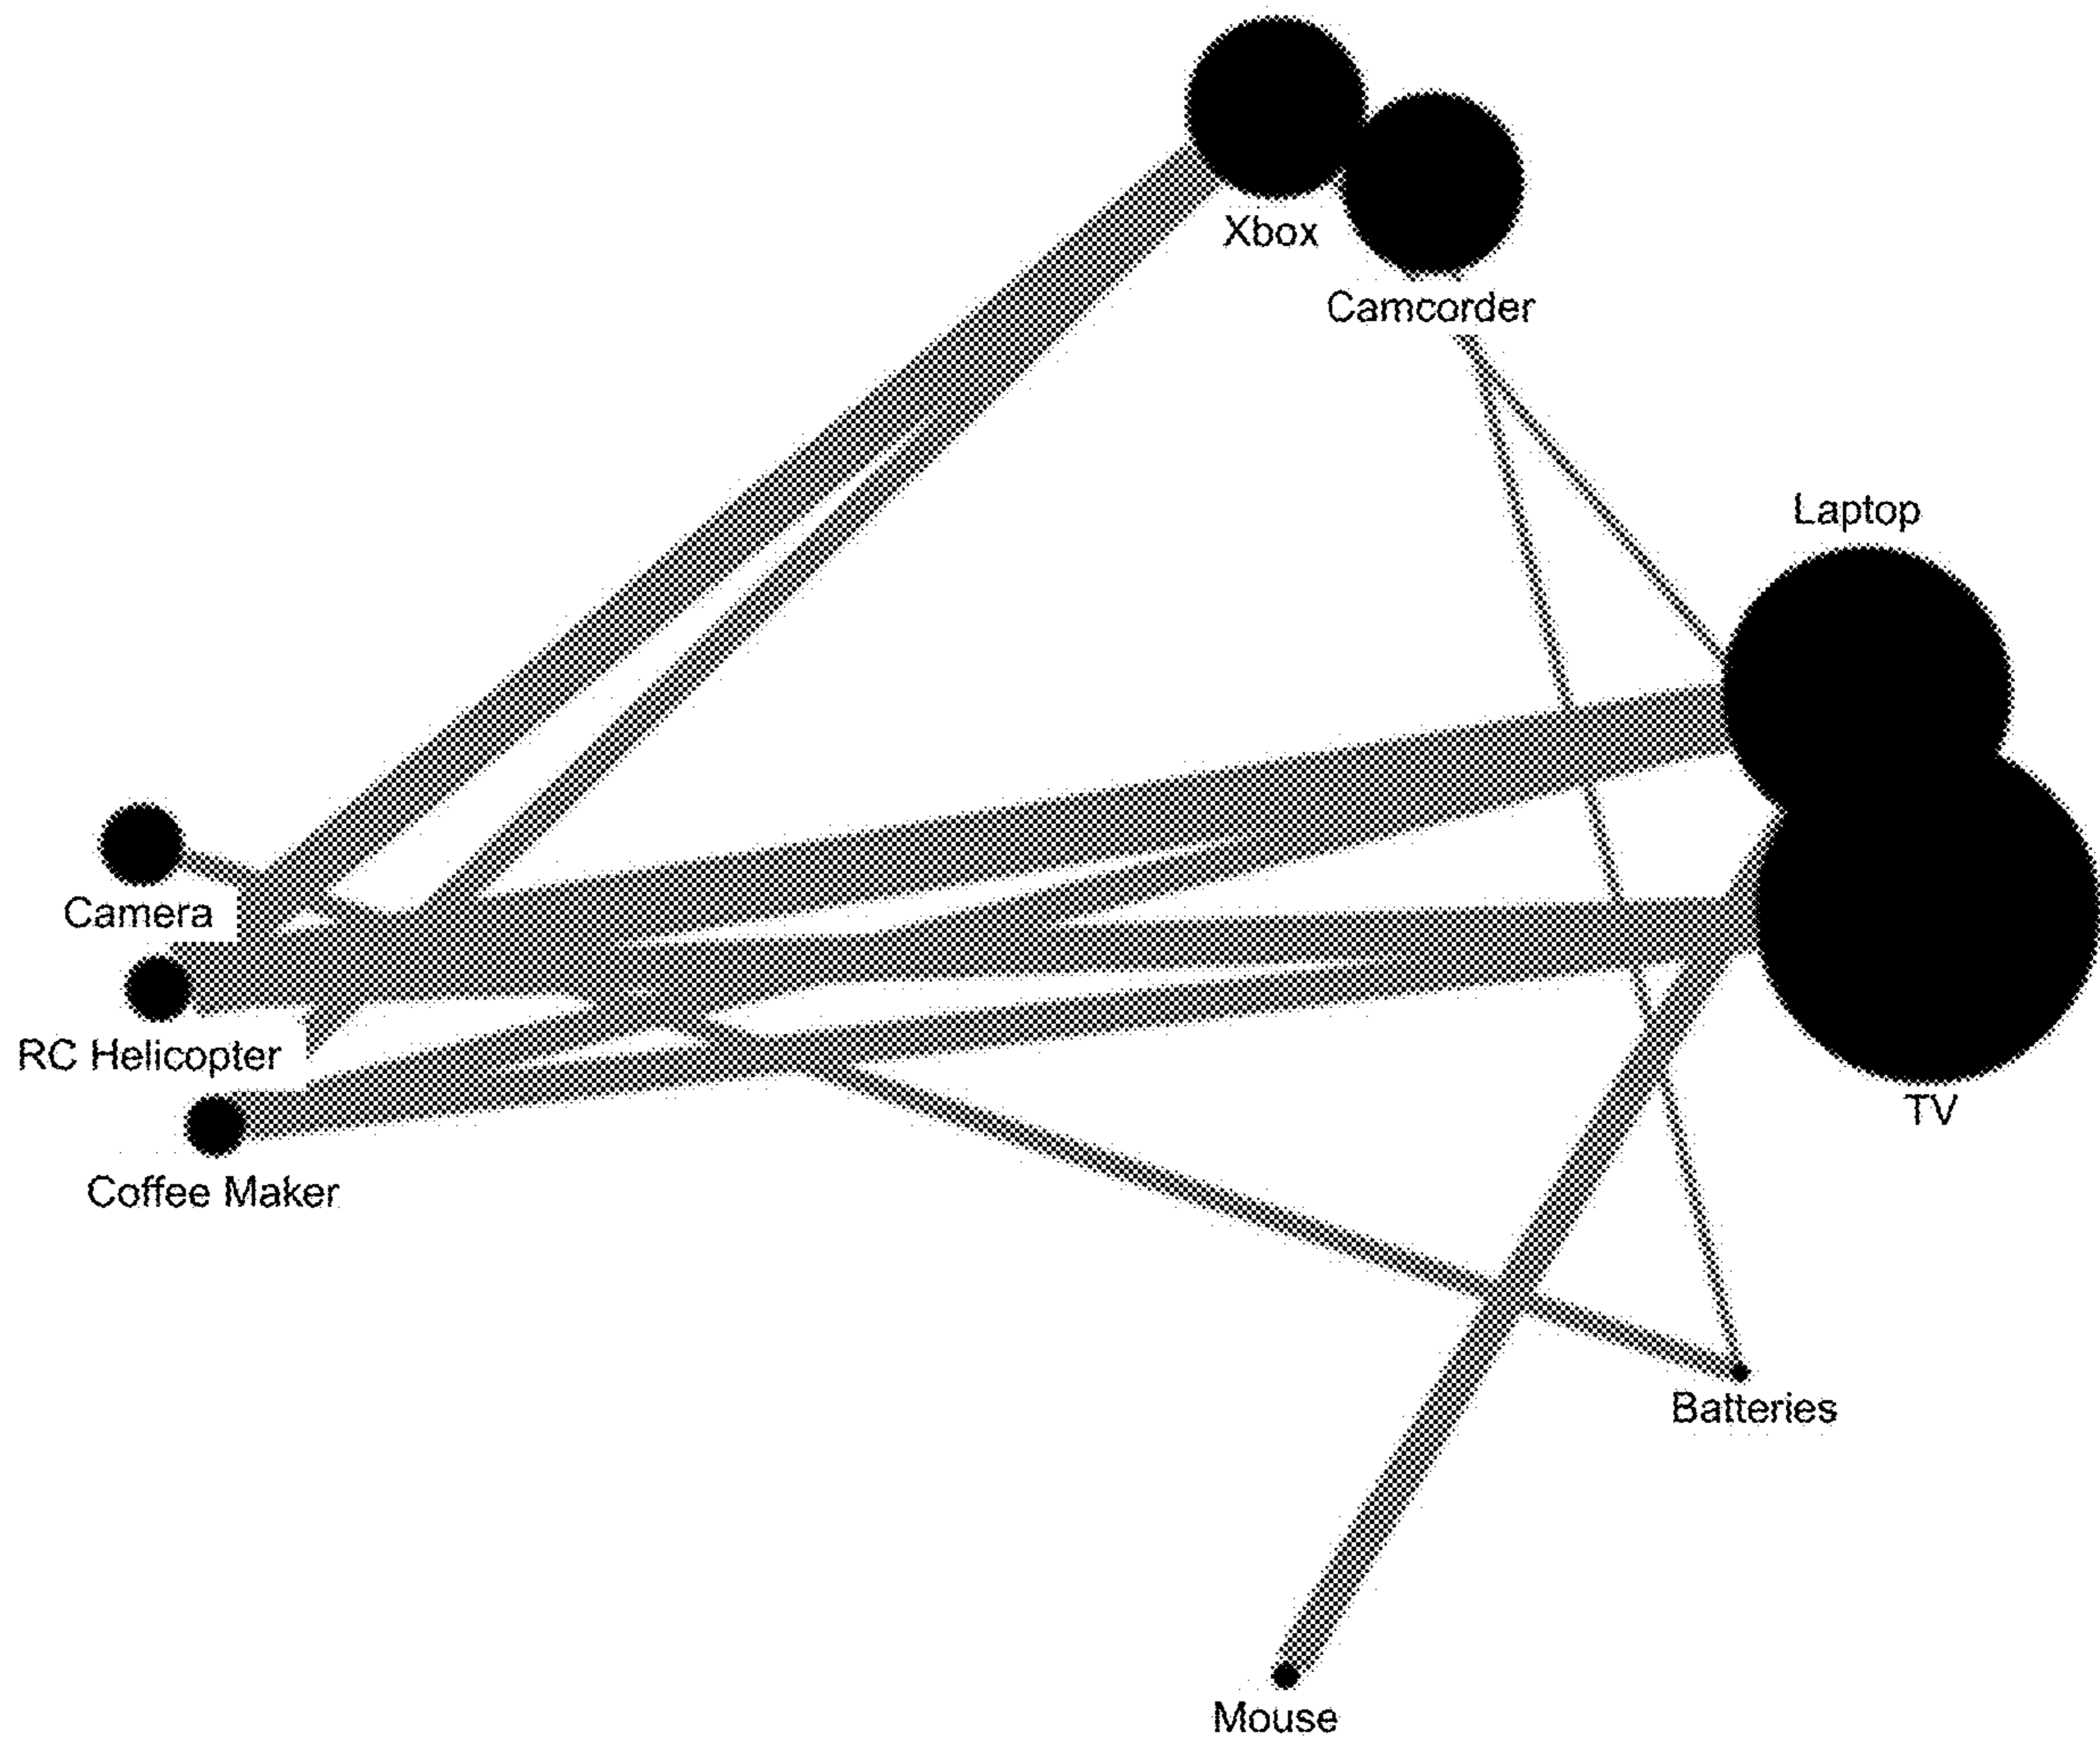 Xbox
Camcorder
Laptop
Camera
RC Helicopter
TV
Coffee Maker
Batteries
Mouse